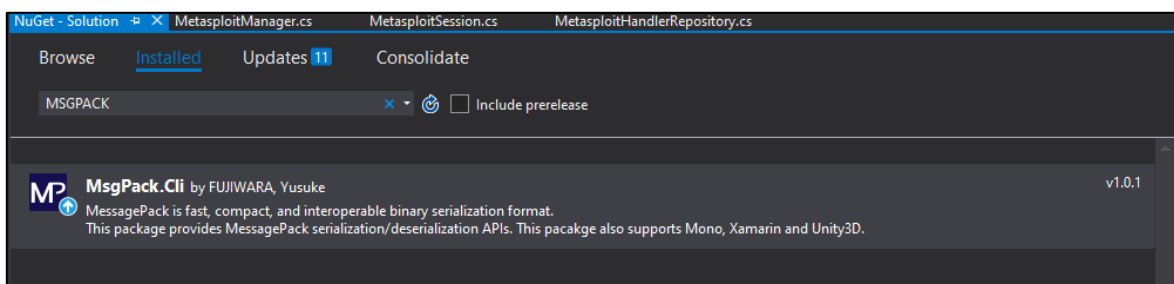 NuGet - Solution MetasploitManager.cs MetasploitSession.cs MetasploitHandlerRepository.cs
Browse Installed Updates 11 Consolidate
MSGPACK Include prerelease
MP MsgPack.Cli by FUJIWARA, Yusuke v1.0.1
MessagePack is fast, compact, and interoperable binary serialization format.
This package provides MessagePack serialization/deserialization APIs. This pacakge also supports Mono, Xamarin and Unity3D.